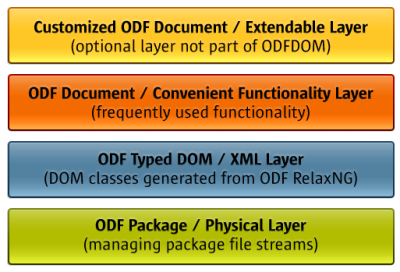 Customized ODF Document / Extendable Layer
(optional layer not part of ODFDOM)
ODF Document / Convenient Functionality Layer
(frequently used functionality)
ODF Typed DOM / XML Layer
(DOM classes generated from ODF RelaxNG)
ODF Package / Physical Layer
(managing package file streams)